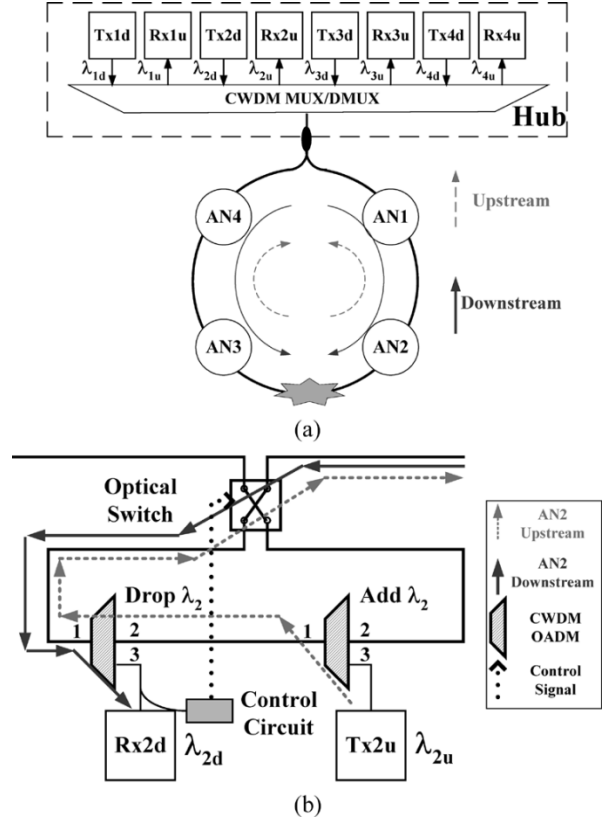 Tx1d Rx1u Tx2d Rx2u Tx3d Rx3u Tx4d Rx4u
λ1d λ1u λ2d λ2u λ3d λ3u λ4d λ4u
CWDM MUX/DMUX
Hub
AN4
AN1
AN3
AN2
Upstream
Downstream
(a)
Optical
Switch
Drop λ2
Add λ2
1 2
3
1 2
3
Control
Circuit
Rx2d λ2d
Tx2u λ2u
AN2
Upstream
AN2
Downstream
CWDM
OADM
Control
Signal
(b)